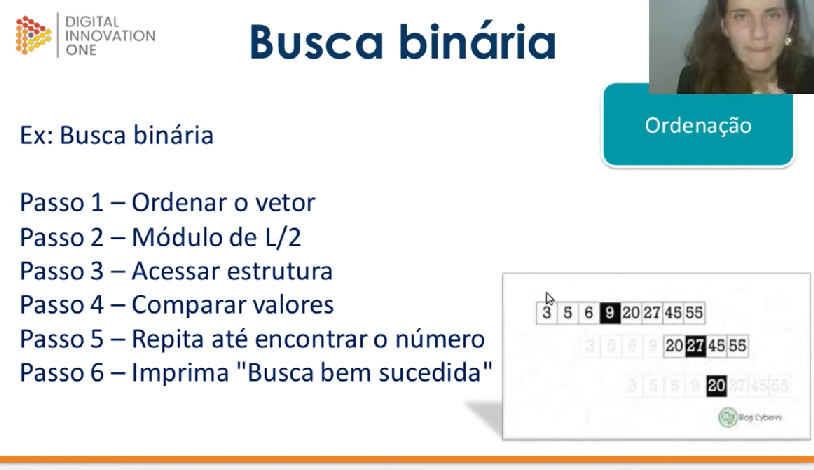 DIGITAL
INNOVATION
ONE
Busca binária
Ordenação
Ex: Busca binária
Passo 1 – Ordenar o vetor
Passo 2 – Módulo de L/2
Passo 3 – Acessar estrutura
Passo 4 – Comparar valores
Passo 5 – Repita até encontrar o número
Passo 6 – Imprima "Busca bem sucedida"
3 5 6 9 20 27 45 55
3 5 6 9 20 27 45 55
3 5 6 9 20 27 45 55
Blog Cyberni